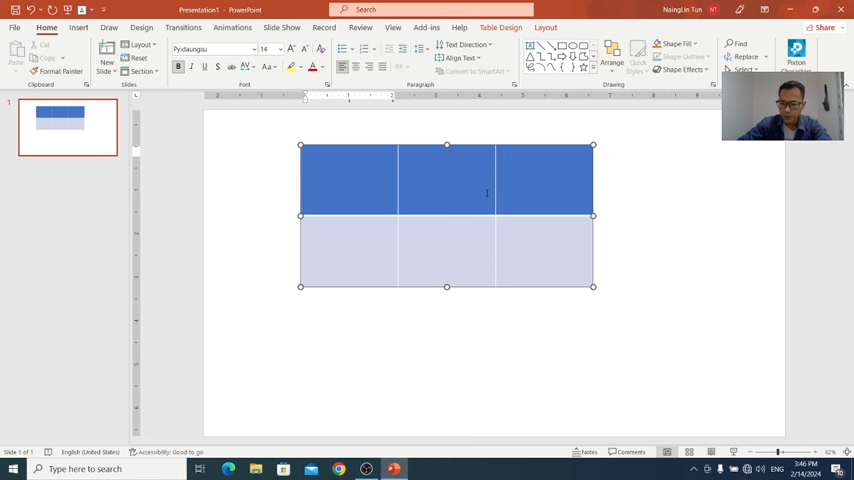 Presentation1 - PowerPoint
Search
NaingLin Tun
NT
File
Home
Insert
Draw
Design
Transitions
Animations
Slide Show
Record
Review
View
Add-ins
Help
Table Design
Layout
Share
Paste
Cut
Copy
Format Painter
Clipboard
New
Slide
Layout
Reset
Section
Slides
Pyidaungsu
14
Font
Paragraph
Text Direction
Align Text
Convert to SmartArt
Arrange
Quick
Styles
Shape Fill
Shape Outline
Shape Effects
Drawing
Find
Replace
Select
Pixton
1
Slide 1 of 1
English (United States)
Accessibility: Good to go
Notes
Comments
82%
Type here to search
ENG
3:46 PM
2/14/2024